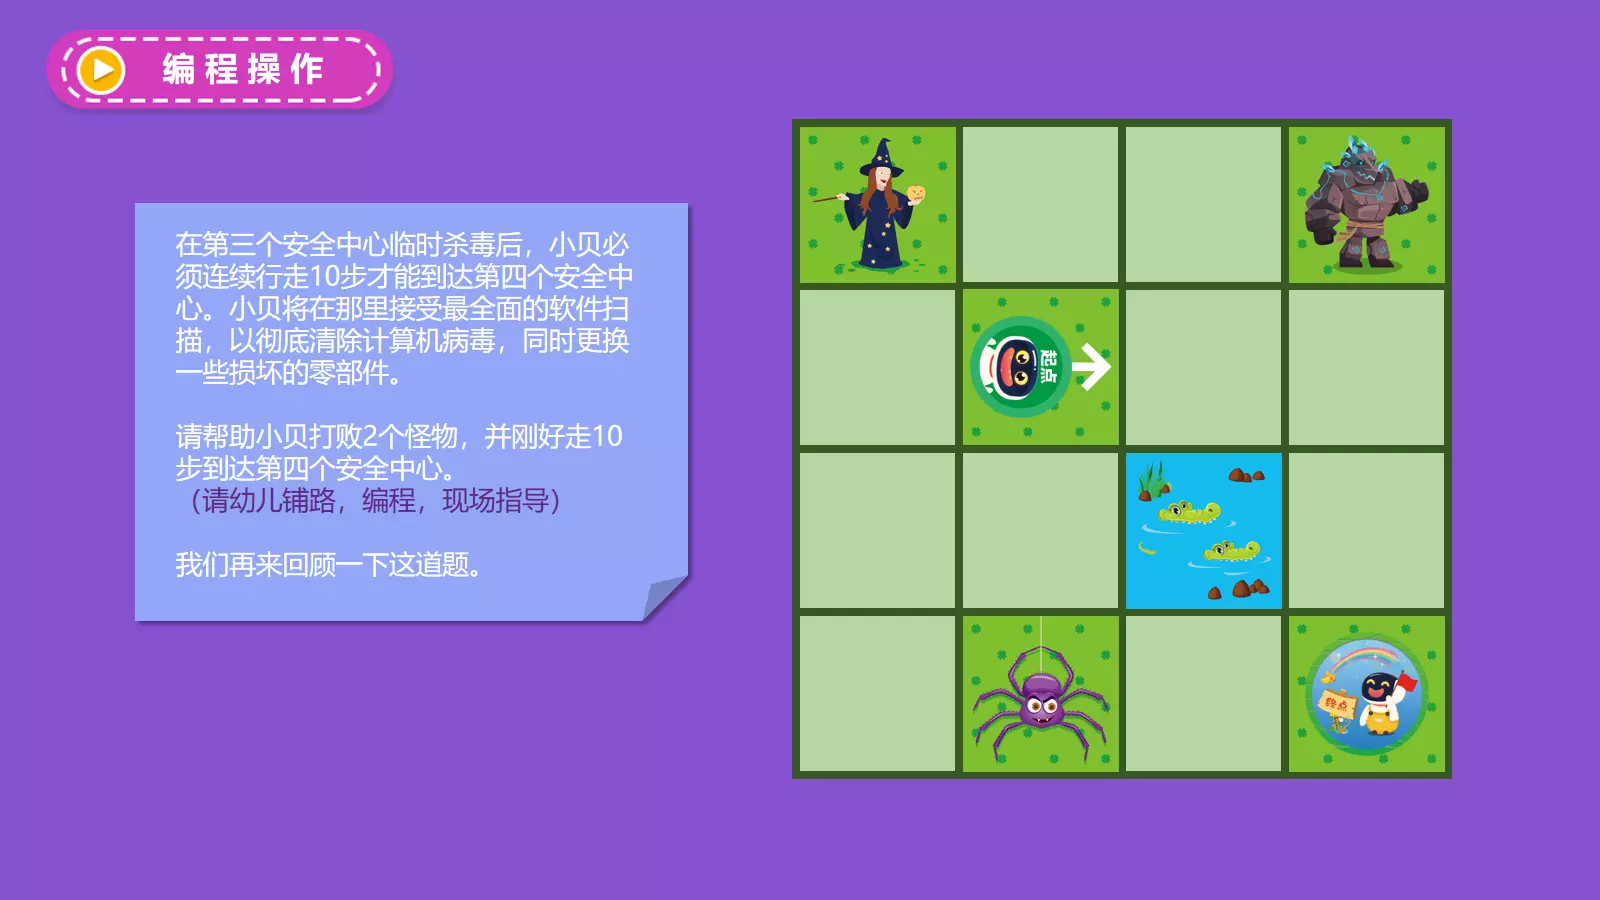 编程操作
在第三个安全中心临时杀毒后，小贝必
须连续行走10步才能到达第四个安全中
心。小贝将在那里接受最全面的软件扫
描，以彻底清除计算机病毒，同时更换
一些损坏的零部件。
请帮助小贝打败2个怪物，并刚好走10
步到达第四个安全中心。
（请幼儿铺路，编程，现场指导）
我们再来回顾一下这道题。
起点
终点